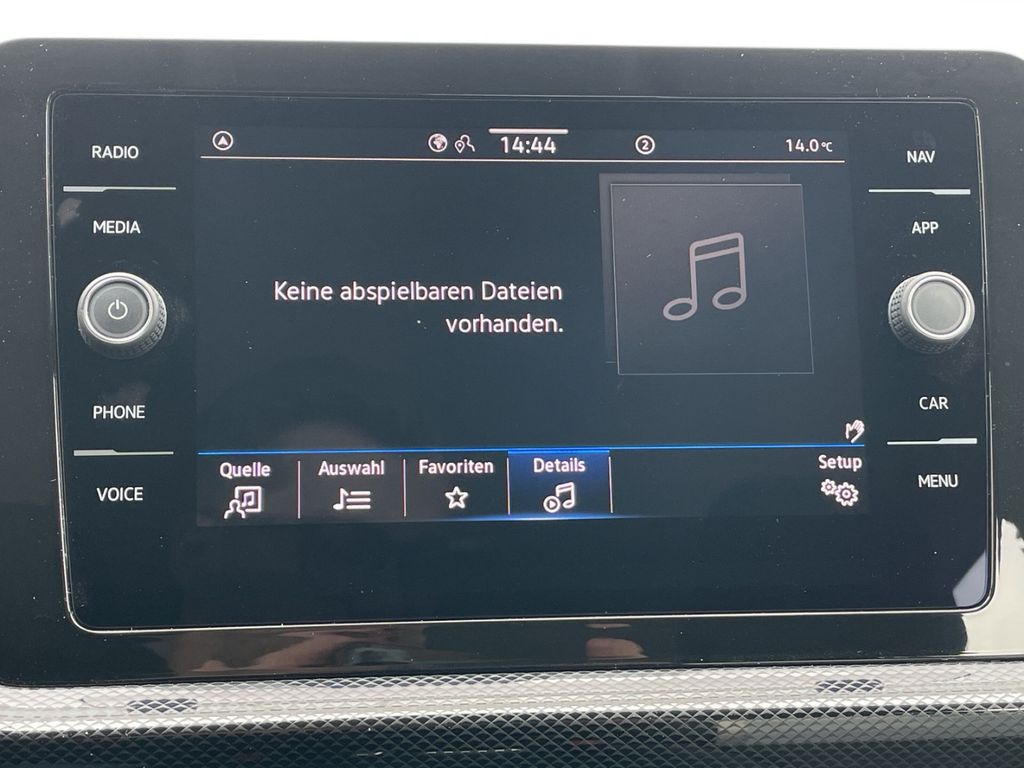 RADIO
MEDIA
PHONE
VOICE
14:44
2
14.0°C
Keine abspielbaren Dateien
vorhanden.
Quelle
Auswahl
Favoriten
Details
Setup
NAV
APP
CAR
MENU